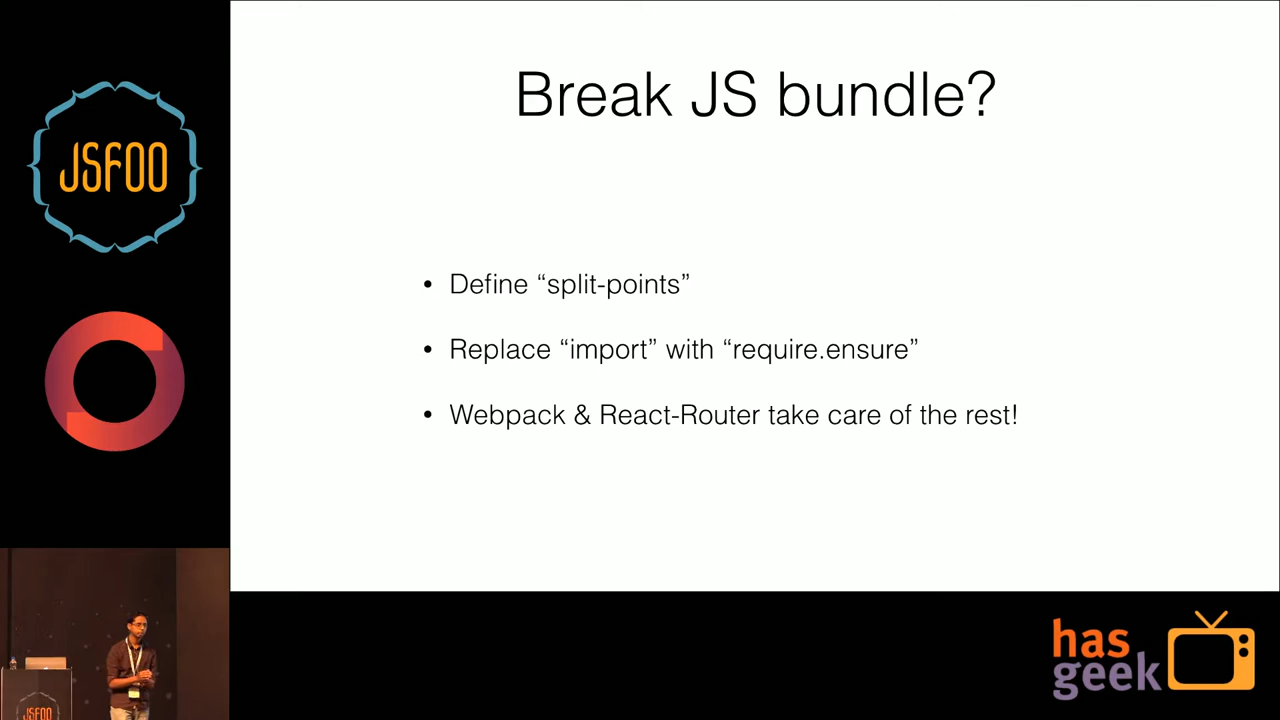 Break JS bundle?
JSFOO
• Define “split-points”
• Replace “import” with “require.ensure”
• Webpack & React-Router take care of the rest!
JSFOO
has
geek